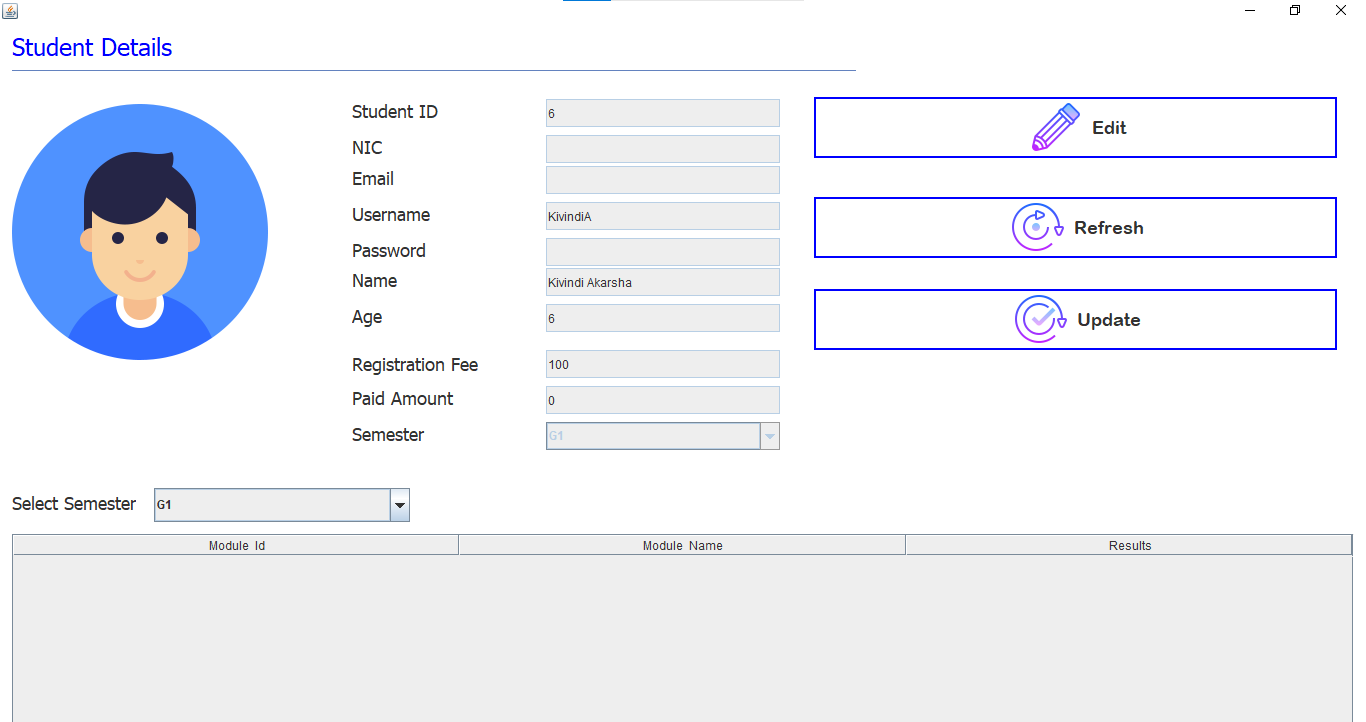 Student Details
Student ID 6
NIC
Email
Username KivindiA
Password
Name Kivindi Akarsha
Age 6
Registration Fee 100
Paid Amount 0
Semester G1
Edit
Refresh
Update
Select Semester G1
Module Id Module Name Results